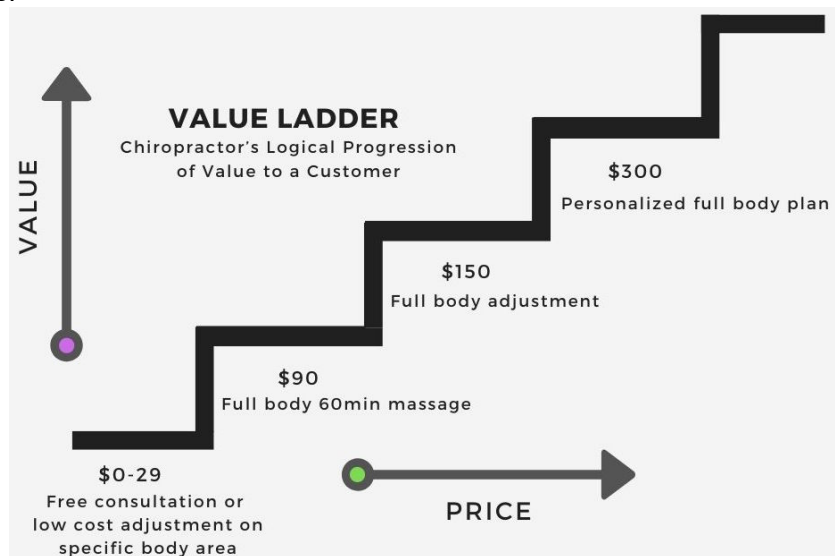 VALUE LADDER
Chiropractor's Logical Progression
of Value to a Customer
VALUE
$300
Personalized full body plan
$150
Full body adjustment
$90
Full body 60min massage
$0-29
Free consultation or
low cost adjustment on
specific body area
PRICE